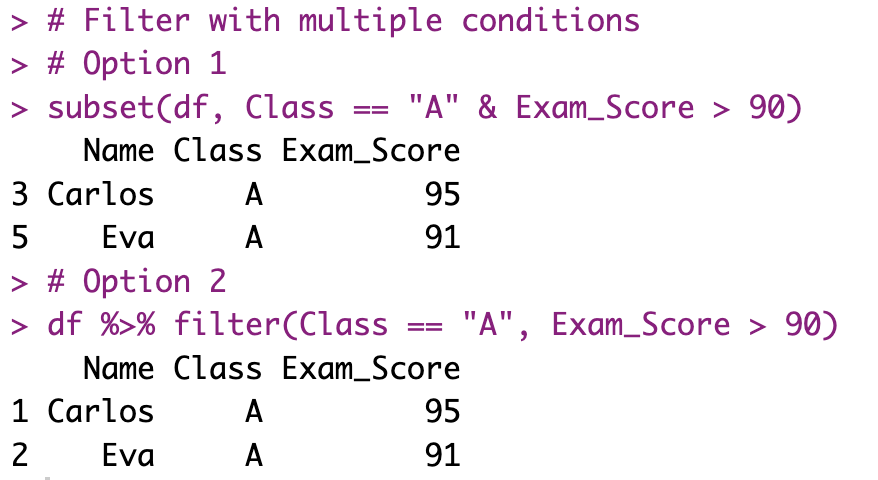 > # Filter with multiple conditions
> # Option 1
> subset(df, Class == "A" & Exam_Score > 90)
    Name Class Exam_Score
3 Carlos     A         95
5    Eva     A         91
> # Option 2
> df %>% filter(Class == "A", Exam_Score > 90)
    Name Class Exam_Score
1 Carlos     A         95
2    Eva     A         91